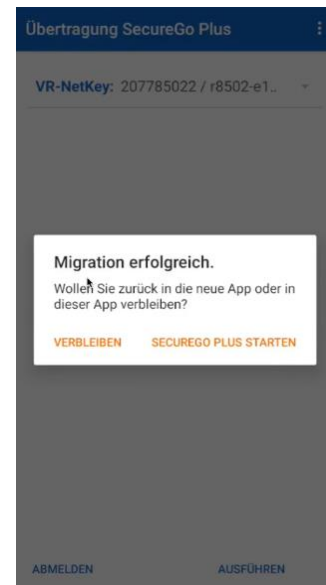 Übertragung SecureGo Plus
VR-NetKey: 207785022 / r8502-e1..
Migration erfolgreich.
Wollen Sie zurück in die neue App oder in
dieser App verbleiben?
VERBLEIBEN SECUREGO PLUS STARTEN
ABMELDEN AUSFÜHREN